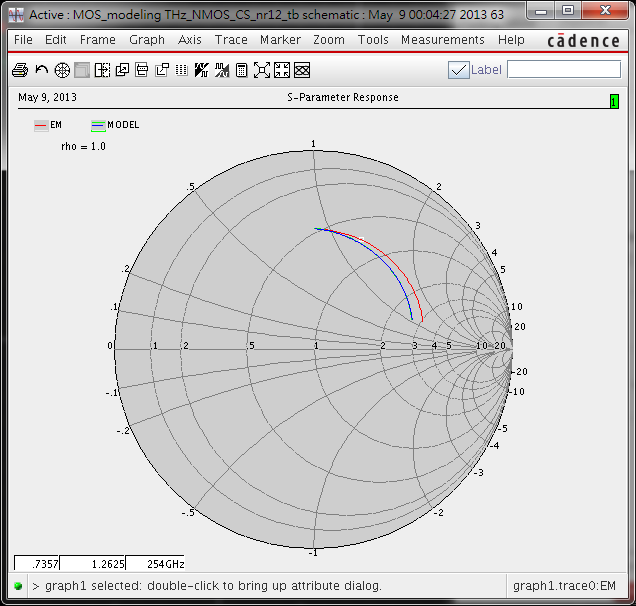 Active : MOS_modeling THz_NMOS_CS_nr12_tb schematic : May 9 00:04:27 2013 63
File Edit Frame Graph Axis Trace Marker Zoom Tools Measurements Help cādence
Label
May 9, 2013 S-Parameter Response 1
EM MODEL
rho = 1.0
1
.5 2
3
4
.2 5
.1 10
20
0 .1 .2 .5 1 2 3 4 5 10 20
-20
-.1 -10
-.2 -5
-4
-3
-.5 -2
-1
.7357 1.2625 254GHz
> graph1 selected: double-click to bring up attribute dialog. graph1.trace0:EM